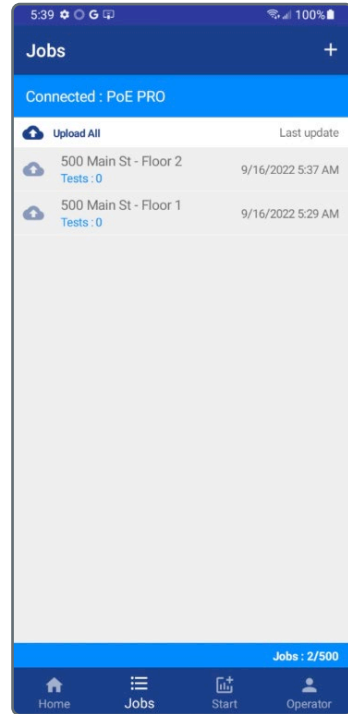 5:39 G 100%
Jobs +
Connected : PoE PRO
Upload All Last update
500 Main St - Floor 2
Tests : 0
9/16/2022 5:37 AM
500 Main St - Floor 1
Tests : 0
9/16/2022 5:29 AM
Jobs : 2/500
Home Jobs Start Operator